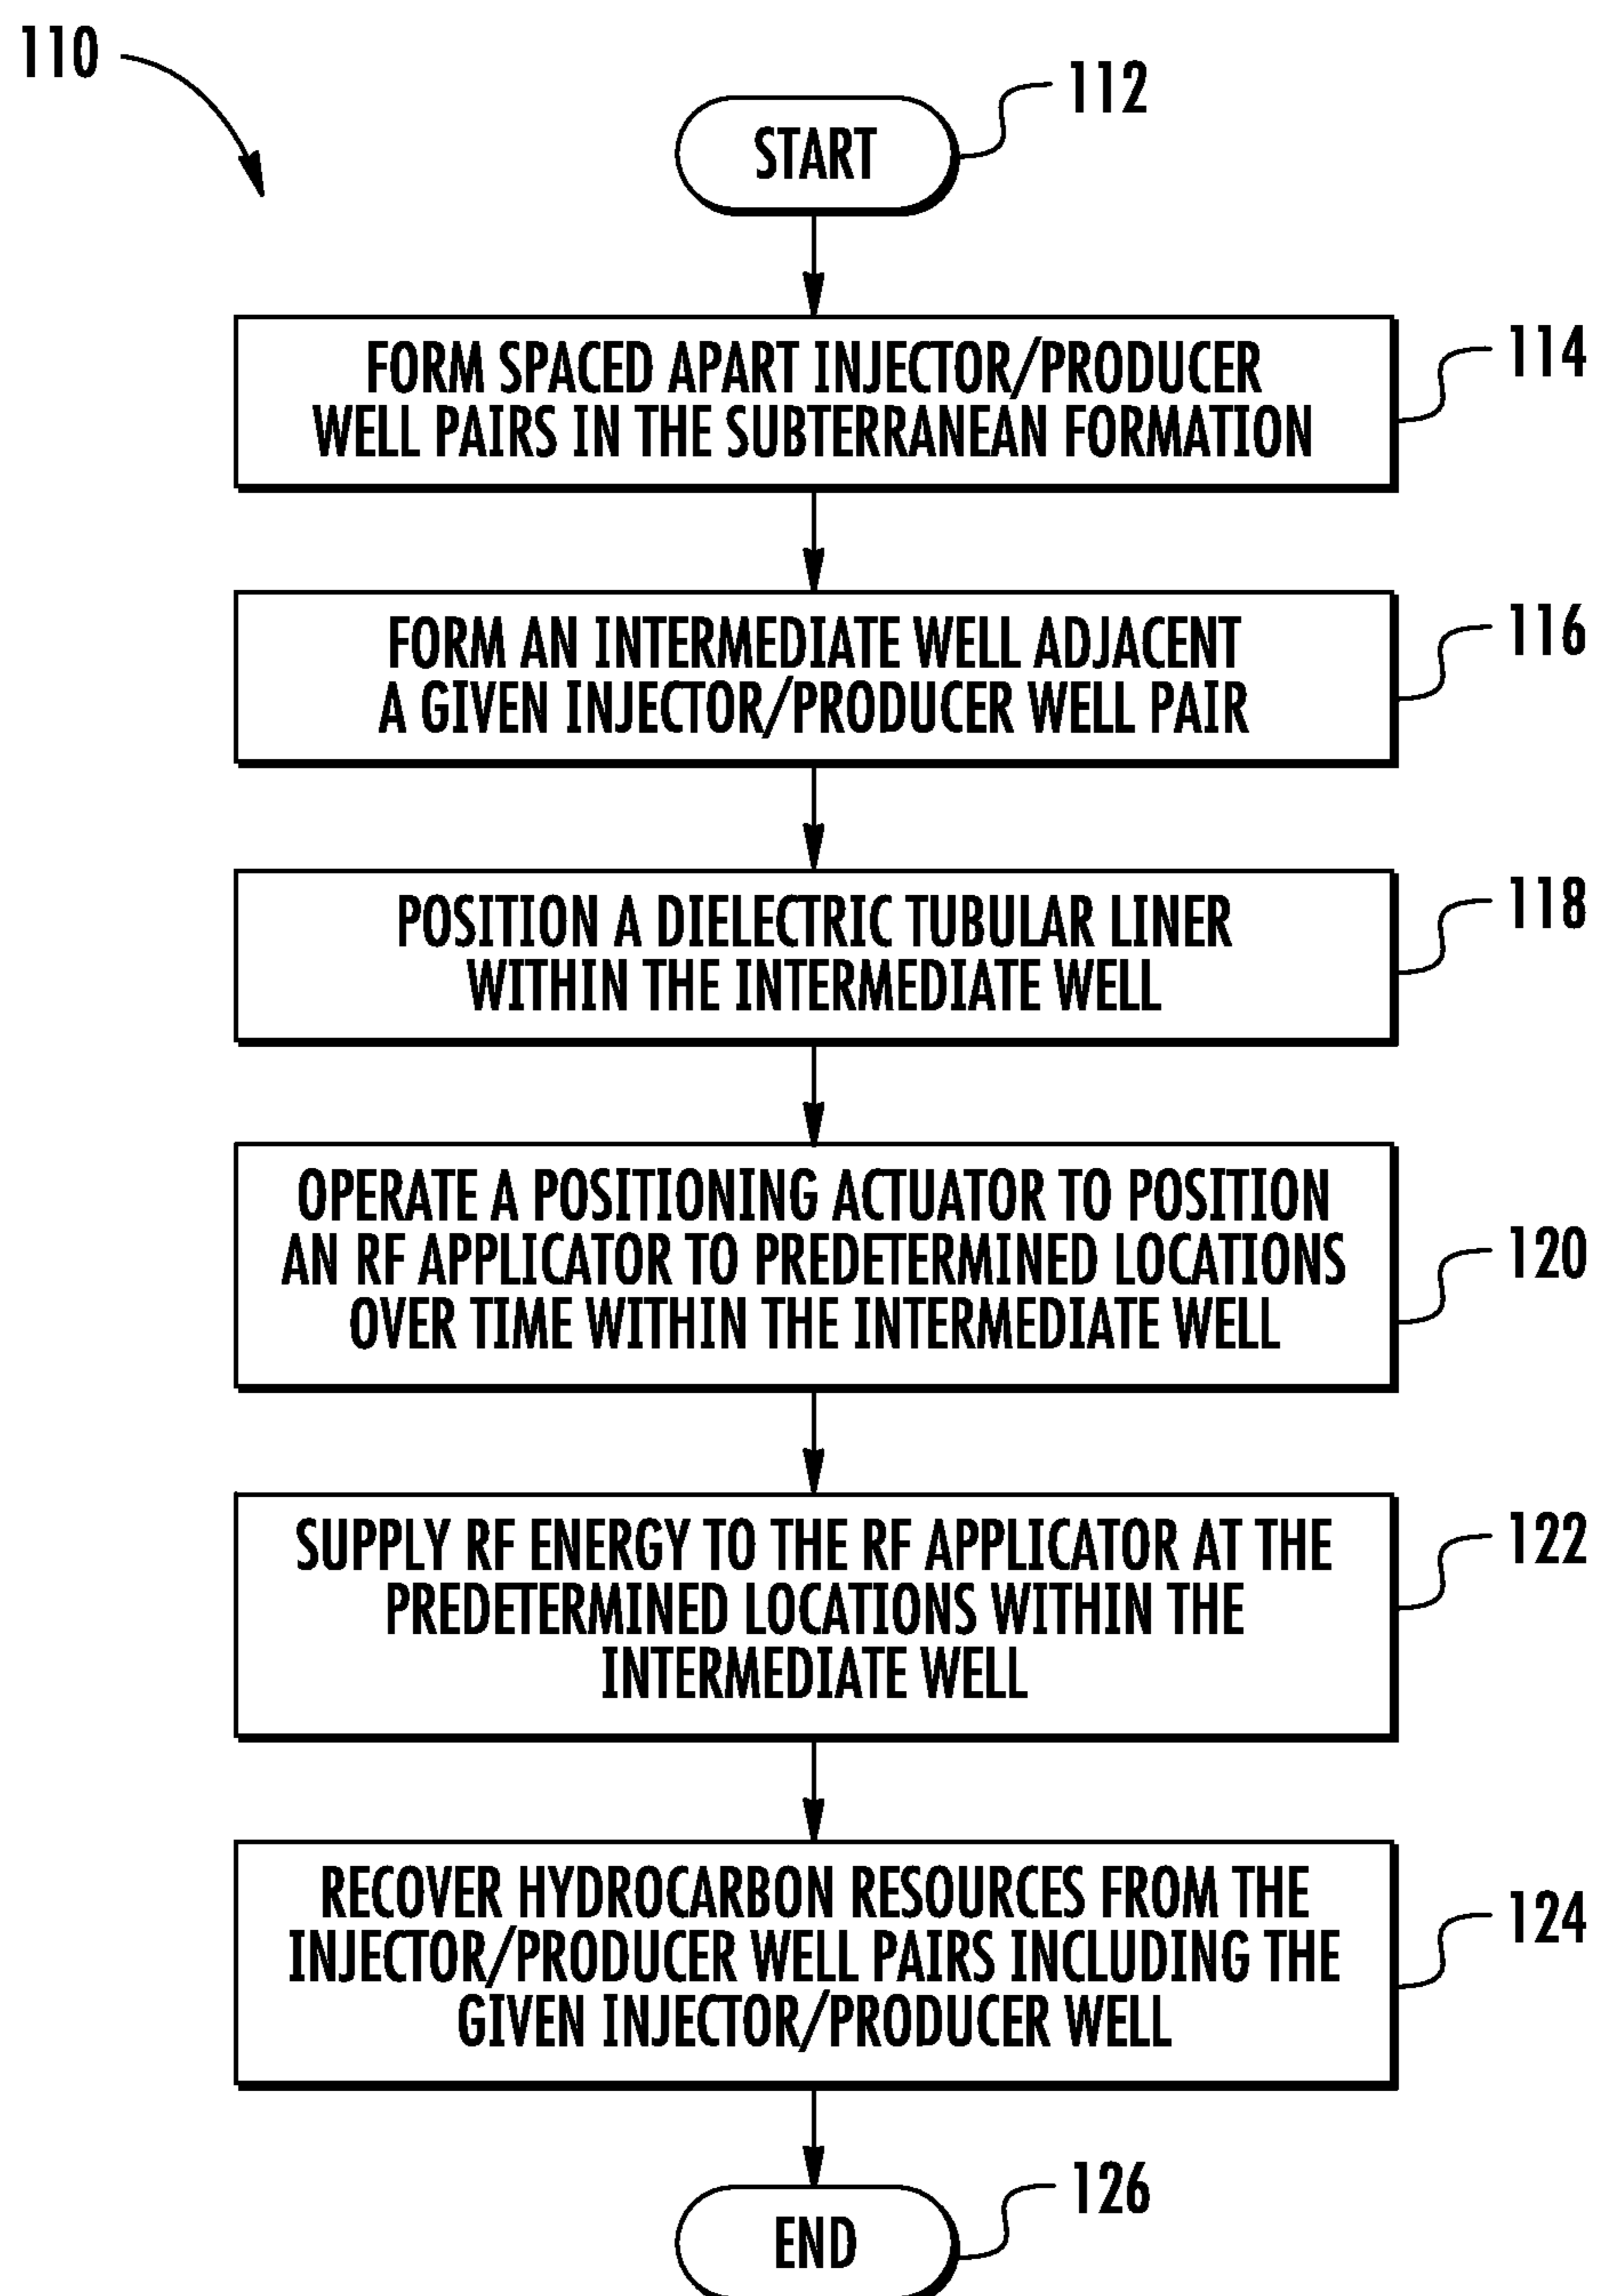 110
START
112
FORM SPACED APART INJECTOR/PRODUCER
WELL PAIRS IN THE SUBTERRANEAN FORMATION
114
FORM AN INTERMEDIATE WELL ADJACENT
A GIVEN INJECTOR/PRODUCER WELL PAIR
116
POSITION A DIELECTRIC TUBULAR LINER
WITHIN THE INTERMEDIATE WELL
118
OPERATE A POSITIONING ACTUATOR TO POSITION
AN RF APPLICATOR TO PREDETERMINED LOCATIONS
OVER TIME WITHIN THE INTERMEDIATE WELL
120
SUPPLY RF ENERGY TO THE RF APPLICATOR AT THE
PREDETERMINED LOCATIONS WITHIN THE
INTERMEDIATE WELL
122
RECOVER HYDROCARBON RESOURCES FROM THE
INJECTOR/PRODUCER WELL PAIRS INCLUDING THE
GIVEN INJECTOR/PRODUCER WELL
124
END
126